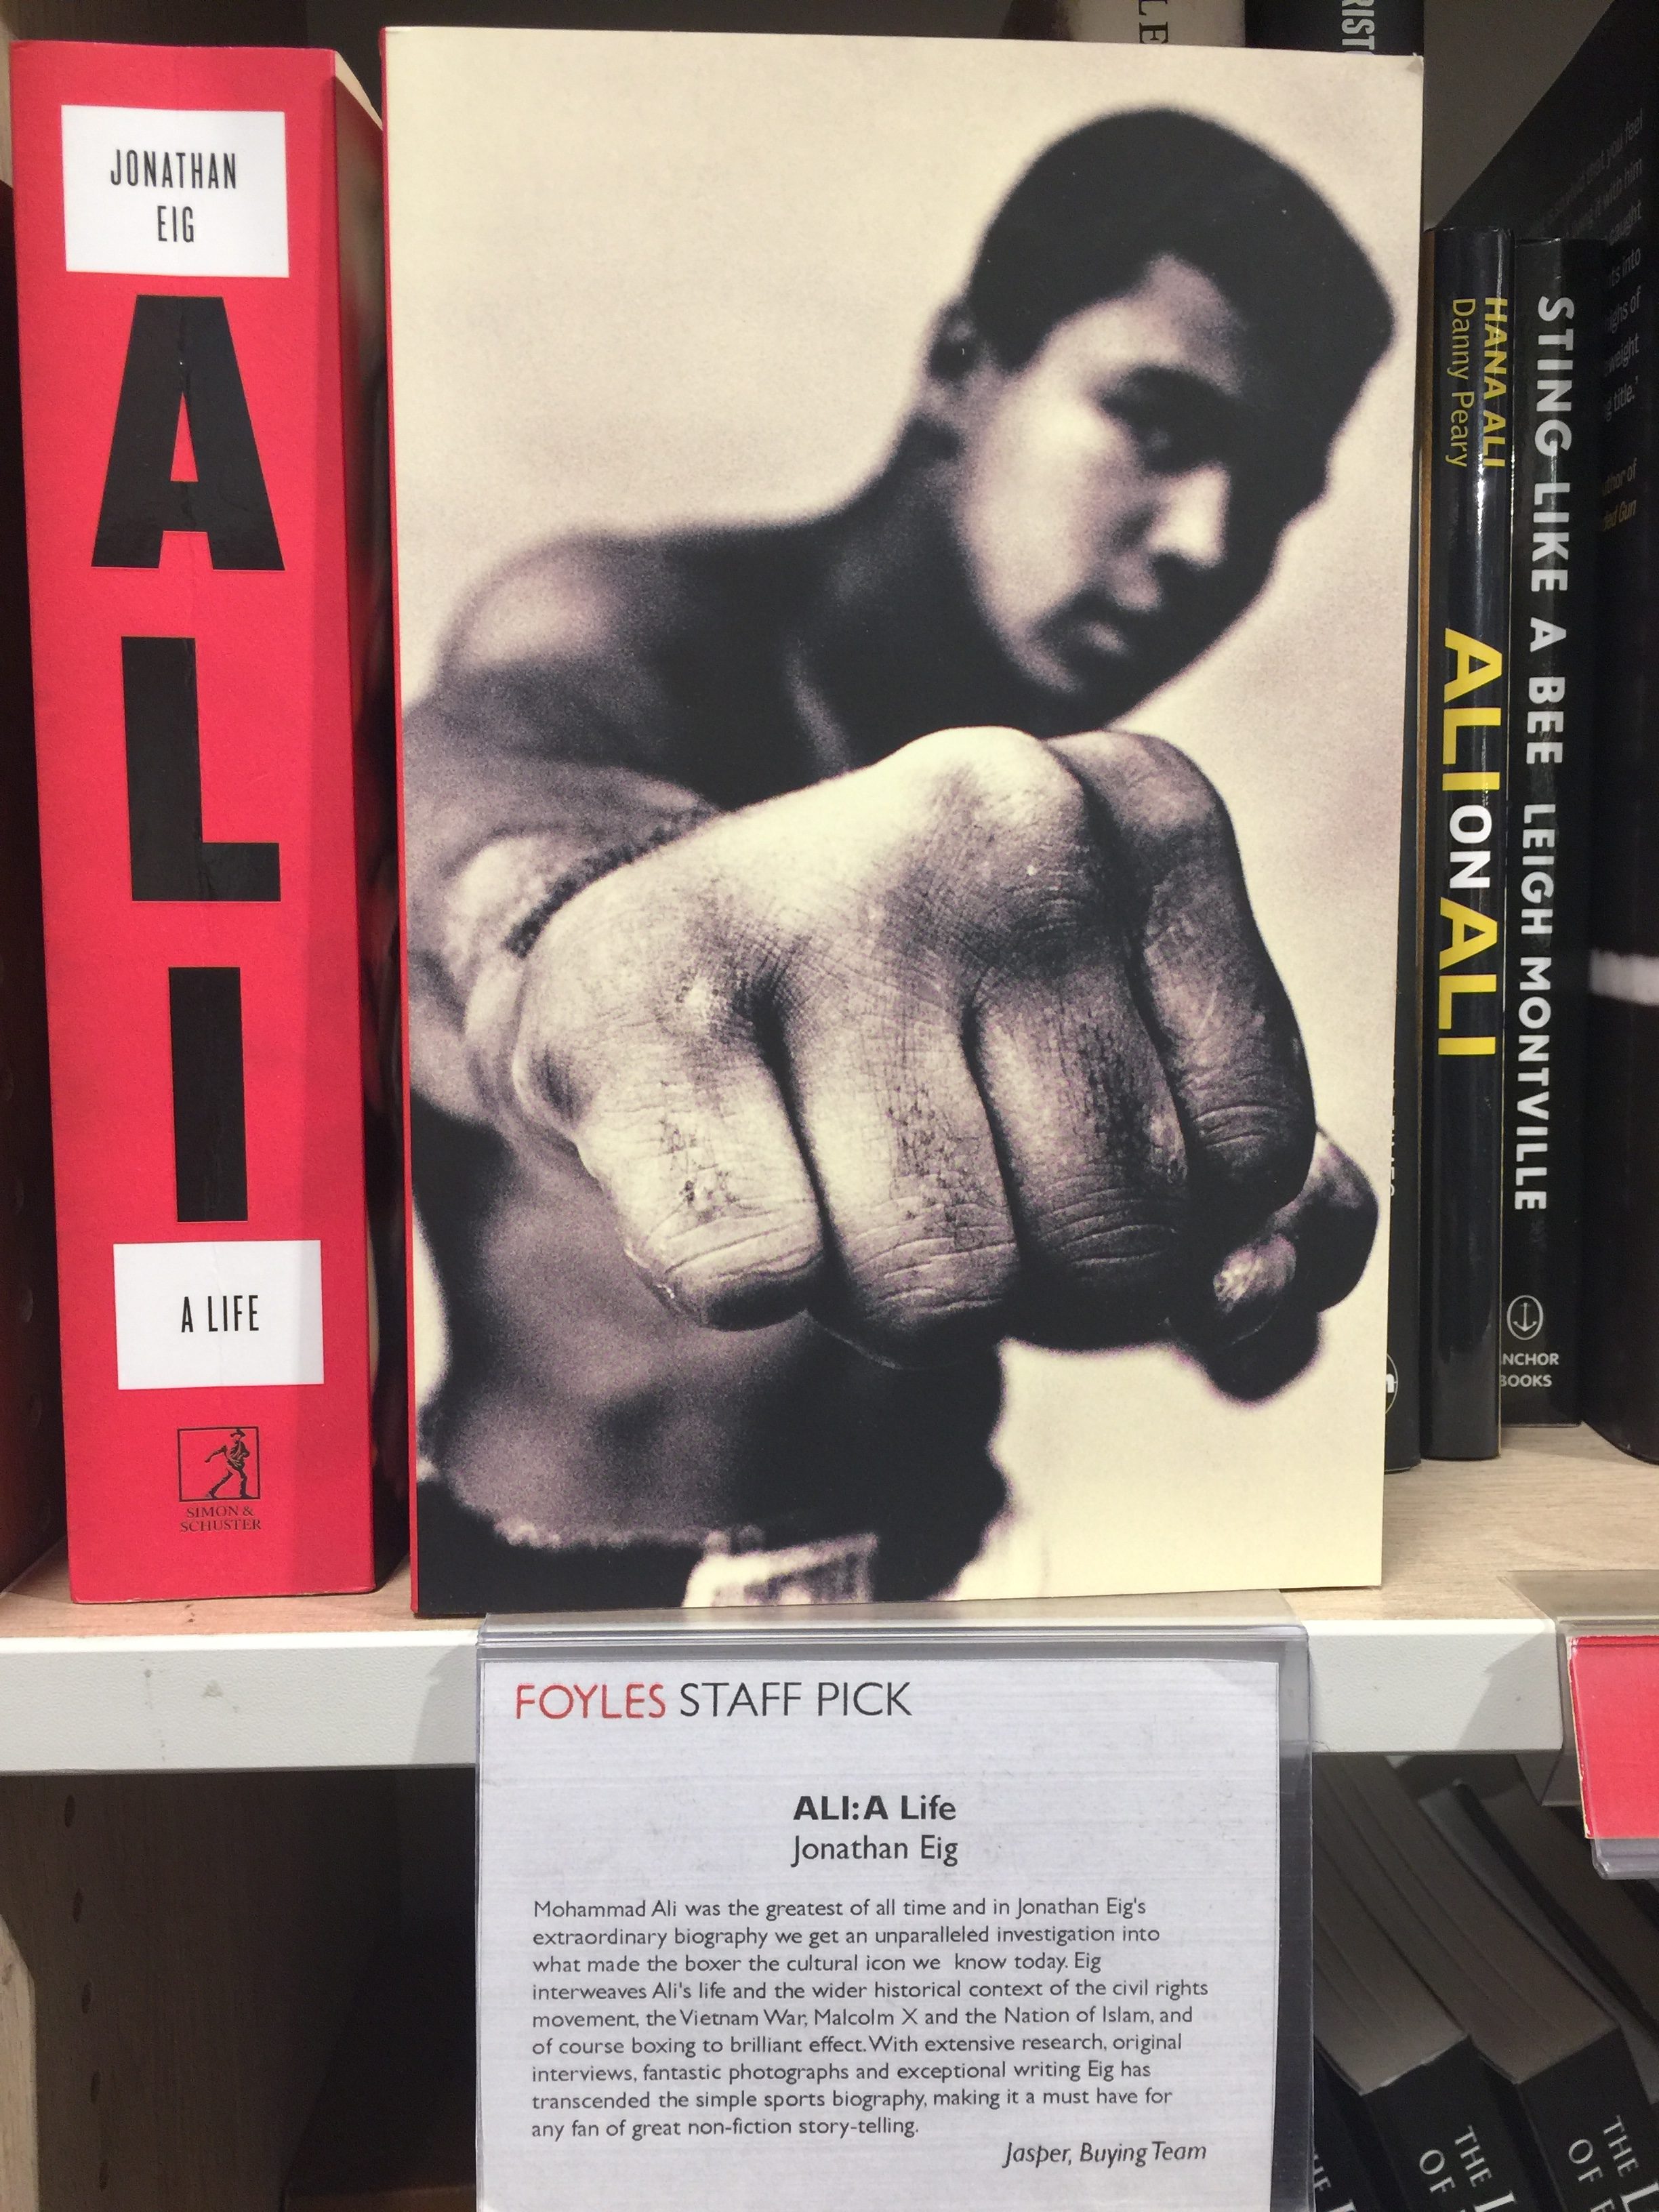 JONATHAN
EIG
ALI
A LIFE
SIMON &
SCHUSTER
HANA ALI
Danny Peary
ALI ON ALI
STING LIKE A BEE LEIGH MONTVILLE
NCHOR
BOOKS
FOYLES STAFF PICK
ALI: A Life
Jonathan Eig
Mohammad Ali was the greatest of all time and in Jonathan Eig's
extraordinary biography we get an unparalleled investigation into
what made the boxer the cultural icon we know today. Eig
interweaves Ali's life and the wider historical context of the civil rights
movement, the Vietnam War, Malcolm X and the Nation of Islam, and
of course boxing to brilliant effect. With extensive research, original
interviews, fantastic photographs and exceptional writing Eig has
transcended the simple sports biography, making it a must have for
any fan of great non-fiction story-telling.
Jasper, Buying Team
THE
OF
THE
OF